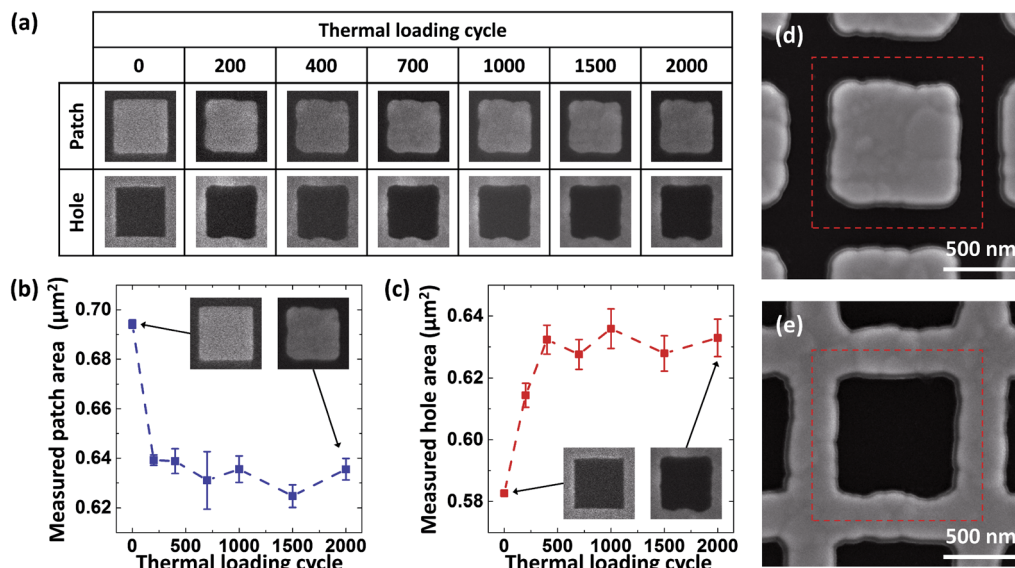 (a)
Thermal loading cycle
0 200 400 700 1000 1500 2000
Patch
Hole
(b)
Measured patch area (μm²)
0.70
0.68
0.66
0.64
0.62
0 500 1000 1500 2000
Thermal loading cycle
(c)
Measured hole area (μm²)
0.64
0.62
0.60
0.58
0 500 1000 1500 2000
Thermal loading cycle
(d)
500 nm
(e)
500 nm